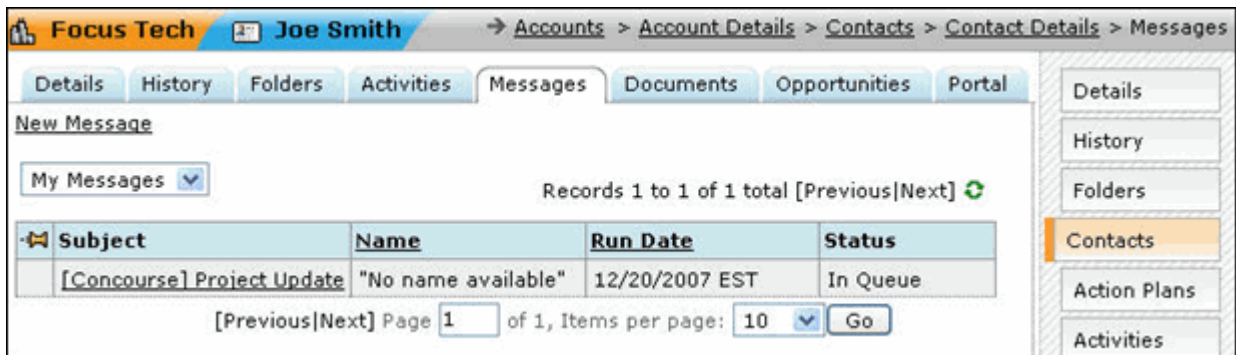 Focus Tech Joe Smith → Accounts > Account Details > Contacts > Contact Details > Messages
Details History Folders Activities Messages Documents Opportunities Portal
New Message
My Messages
Records 1 to 1 of 1 total [Previous|Next]
Subject Name Run Date Status
[Concourse] Project Update "No name available" 12/20/2007 EST In Queue
[Previous|Next] Page 1 of 1, Items per page: 10 Go
Details
History
Folders
Contacts
Action Plans
Activities